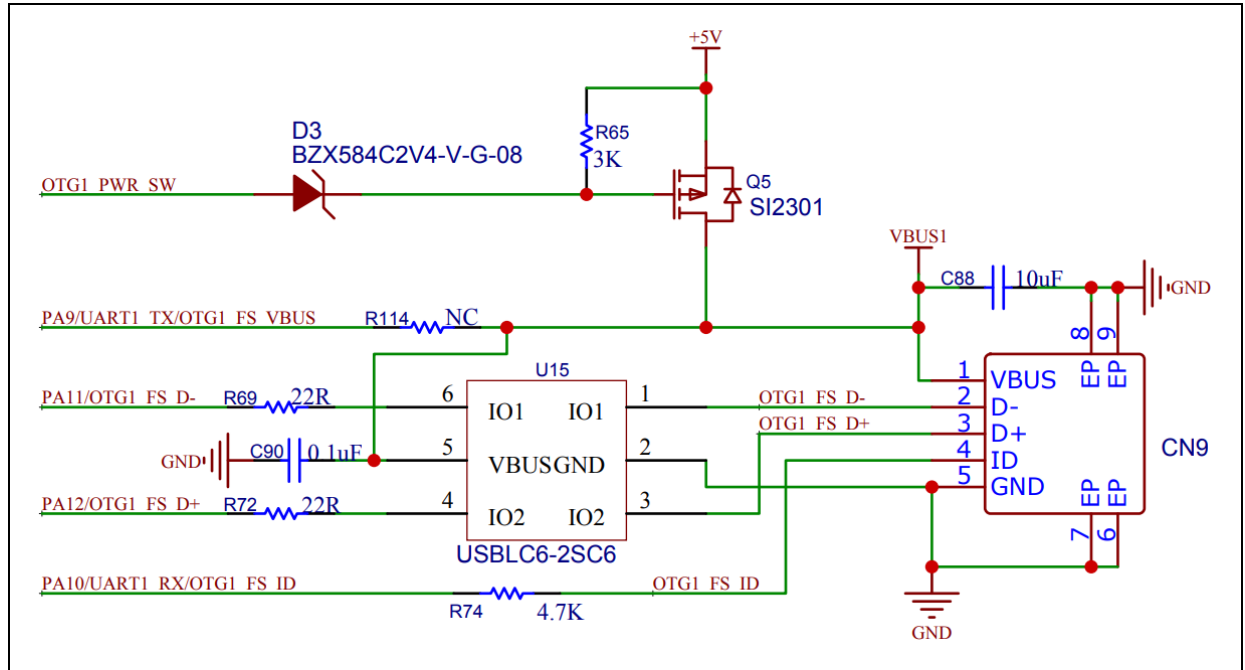 +5V
D3
BZX584C2V4-V-G-08
R65
3K
OTG1_PWR_SW
Q5
SI2301
VBUS1
C88 10uF
GND
PA9/UART1_TX/OTG1_FS_VBUS
R114 NC
8 9
EP EP
U15
1 VBUS
PA11/OTG1_FS_D-
R69 22R
6 IO1 IO1 1
OTG1_FS_D-
2 D-
OTG1_FS_D+
3 D+
CN9
GND C90 0.1uF
5 VBUS GND 2
4 ID
5 GND
PA12/OTG1_FS_D+
R72 22R
4 IO2 IO2 3
EP EP
7 6
USBLC6-2SC6
PA10/UART1_RX/OTG1_FS_ID
R74 4.7K
OTG1_FS_ID
GND